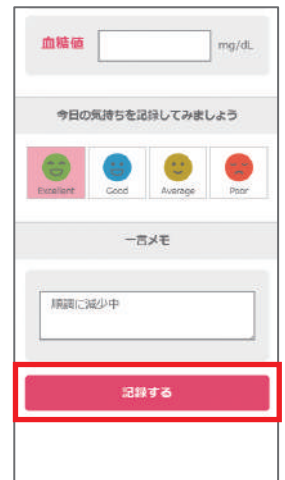 血糖値 mg/dL
今日の気持ちを記録してみましょう
Excellent Good Average Poor
一言メモ
順調に減少中
記録する